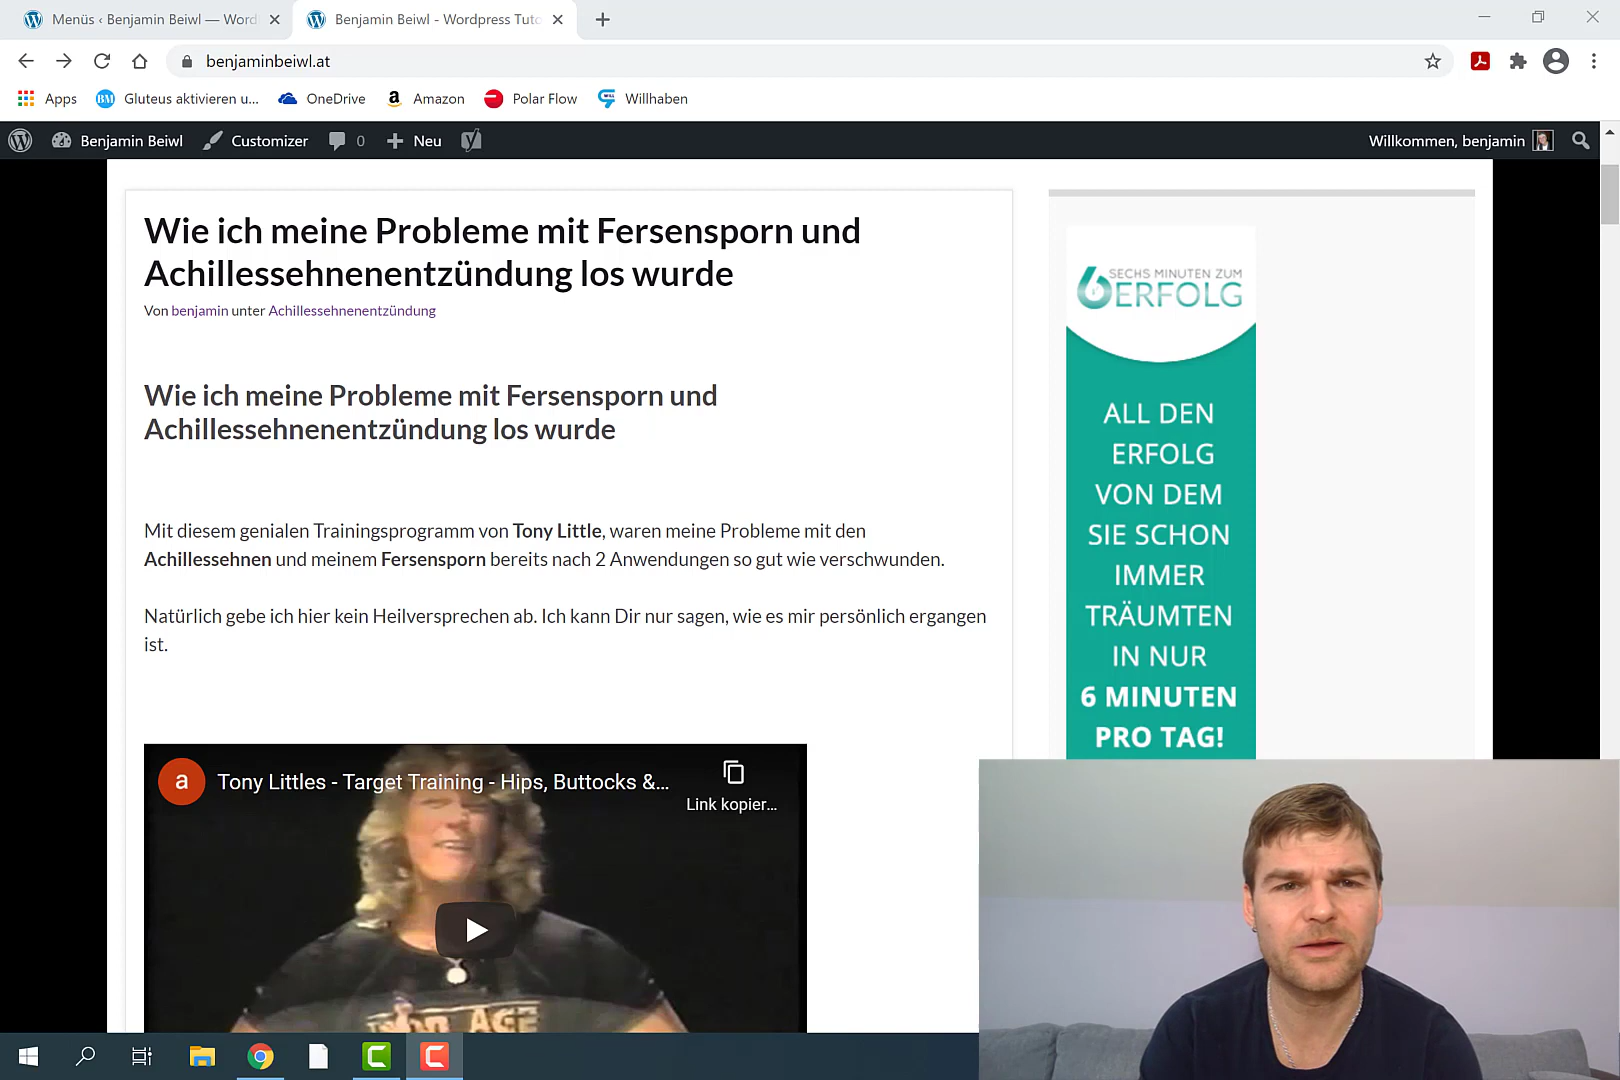 Menüs ‹ Benjamin Beiwl — Word
Benjamin Beiwl - Wordpress Tuto
benjaminbeiwl.at
Apps
BM
Gluteus aktivieren u...
OneDrive
a
Amazon
Polar Flow
WILL
Willhaben
Benjamin Beiwl
Customizer
0
Neu
Willkommen, benjamin
Wie ich meine Probleme mit Fersensporn und
Achillessehnenentzündung los wurde
Von benjamin unter Achillessehnenentzündung
Wie ich meine Probleme mit Fersensporn und
Achillessehnenentzündung los wurde
Mit diesem genialen Trainingsprogramm von Tony Little, waren meine Probleme mit den
Achillessehnen und meinem Fersensporn bereits nach 2 Anwendungen so gut wie verschwunden.
Natürlich gebe ich hier kein Heilversprechen ab. Ich kann Dir nur sagen, wie es mir persönlich ergangen
ist.
a
Tony Littles - Target Training - Hips, Buttocks &...
Link kopier...
AGE
6 SECHS MINUTEN ZUM
ERFOLG
ALL DEN
ERFOLG
VON DEM
SIE SCHON
IMMER
TRÄUMTEN
IN NUR
6 MINUTEN
PRO TAG!